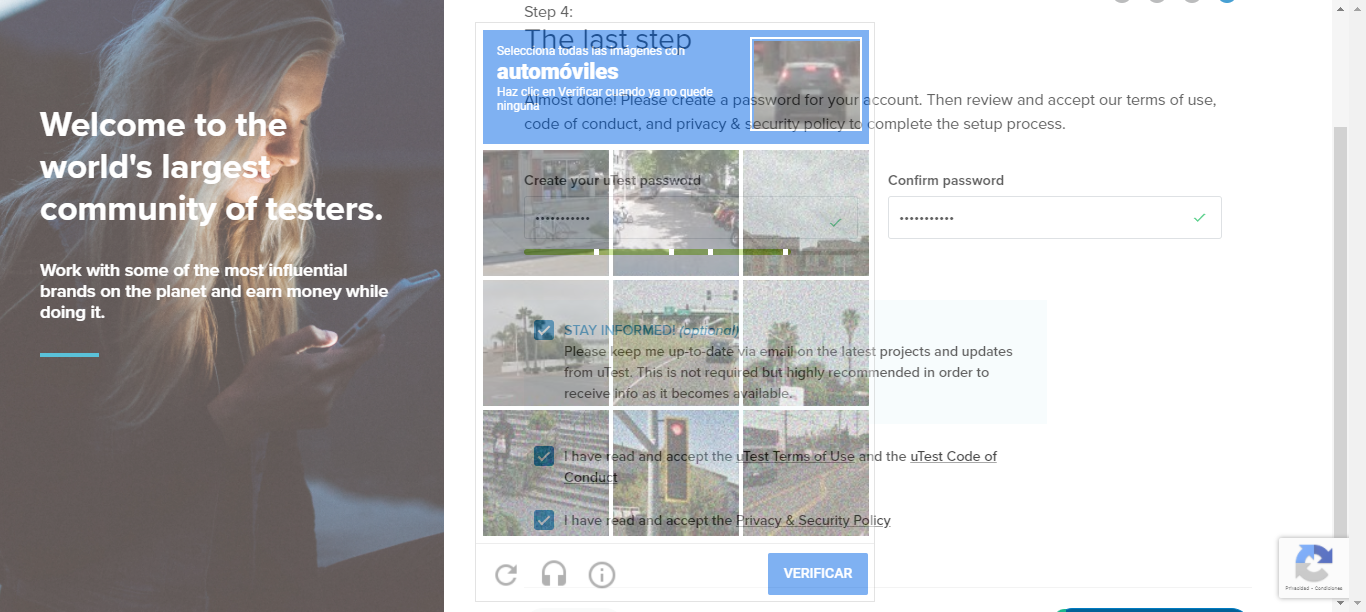 Welcome to the
world's largest
community of testers.
Work with some of the most influential
brands on the planet and earn money while
doing it.
Step 4:
The last step
Almost done! Please create a password for your account. Then review and accept our terms of use,
code of conduct, and privacy & security policy to complete the setup process.
Selecciona todas las imágenes con
automóviles
Haz clic en Verificar cuando ya no quede
ninguna
Create your uTest password
Confirm password
STAY INFORMED! (optional)
Please keep me up-to-date via email on the latest projects and updates
from uTest. This is not required but highly recommended in order to
receive info as it becomes available.
I have read and accept the uTest Terms of Use and the uTest Code of
Conduct
I have read and accept the Privacy & Security Policy
VERIFICAR
Privacidad - Condiciones